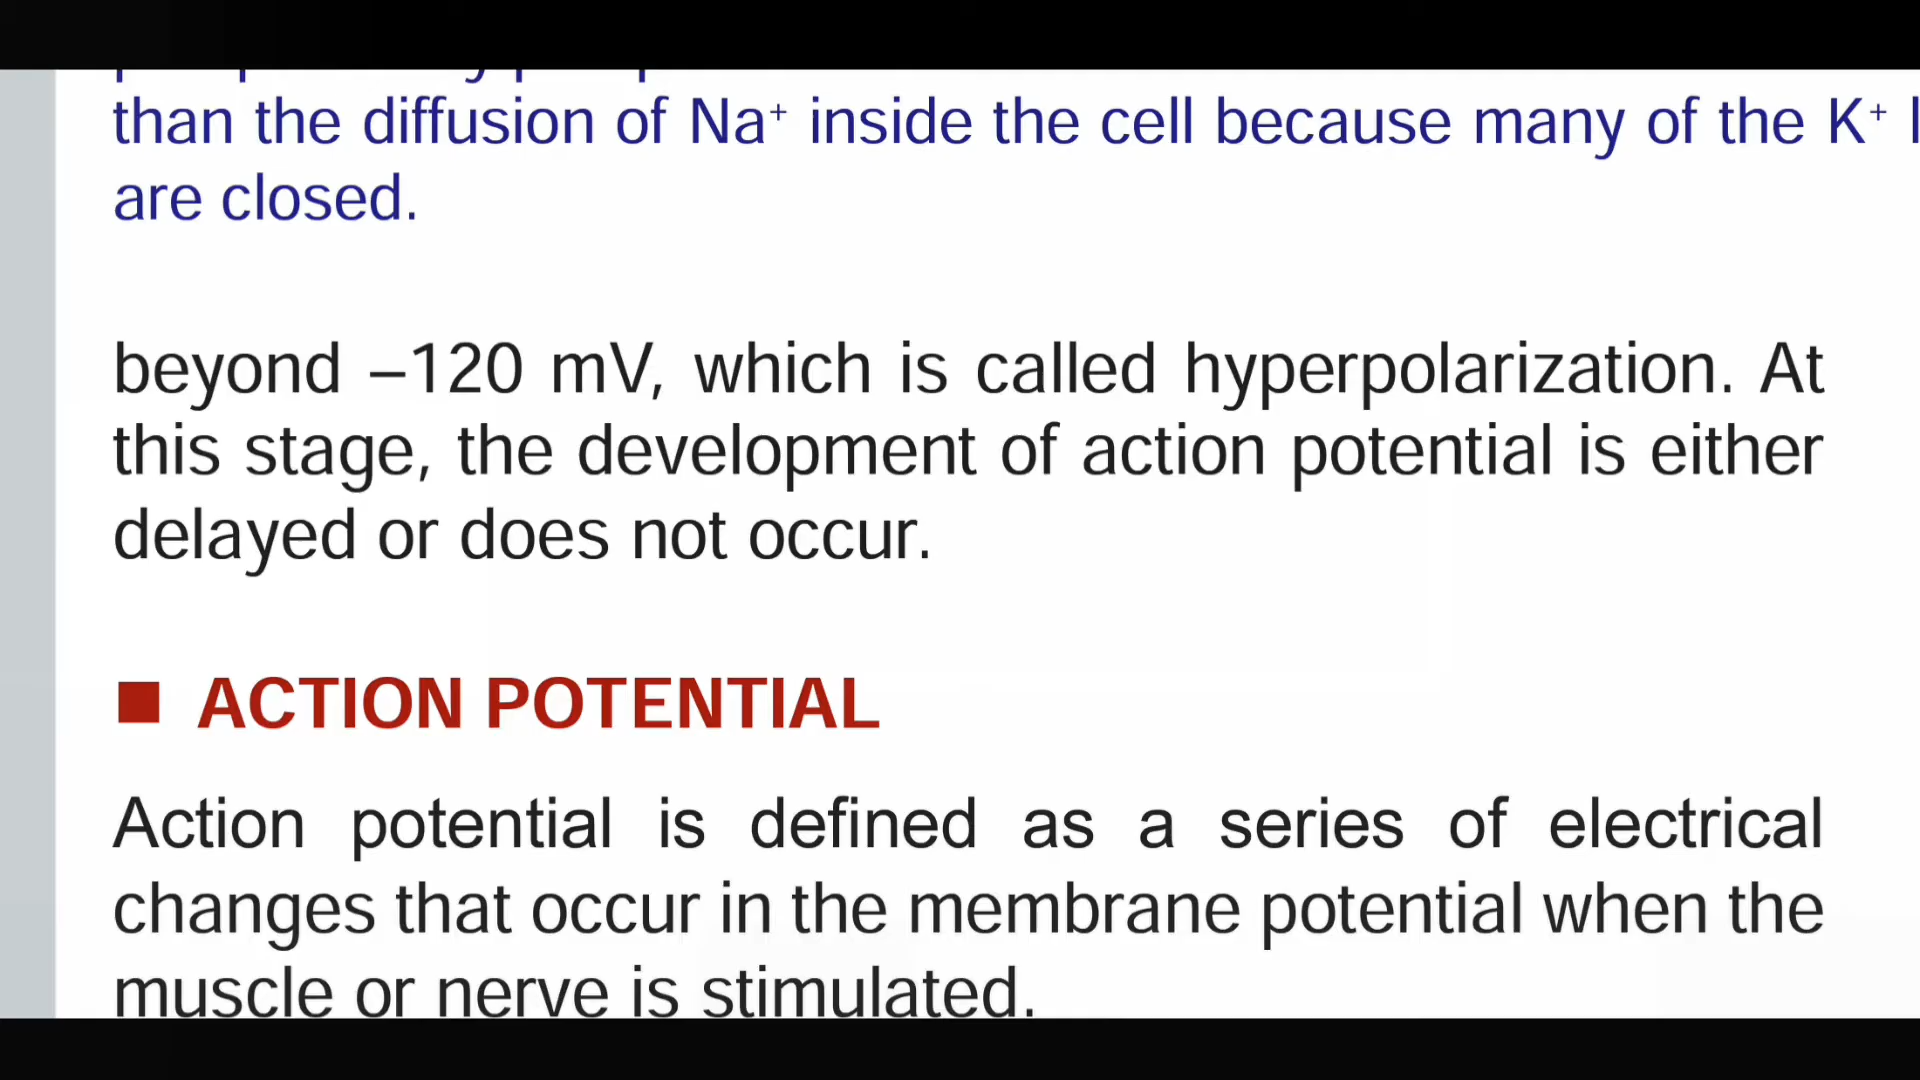 than the diffusion of Na⁺ inside the cell because many of the K⁺
are closed.
beyond –120 mV, which is called hyperpolarization. At
this stage, the development of action potential is either
delayed or does not occur.
■ ACTION POTENTIAL
Action potential is defined as a series of electrical
changes that occur in the membrane potential when the
muscle or nerve is stimulated.